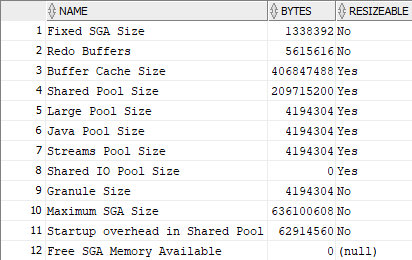 NAME BYTES RESIZEABLE
1 Fixed SGA Size 1338392 No
2 Redo Buffers 5615616 No
3 Buffer Cache Size 406847488 Yes
4 Shared Pool Size 209715200 Yes
5 Large Pool Size 4194304 Yes
6 Java Pool Size 4194304 Yes
7 Streams Pool Size 4194304 Yes
8 Shared IO Pool Size 0 Yes
9 Granule Size 4194304 No
10 Maximum SGA Size 636100608 No
11 Startup overhead in Shared Pool 62914560 No
12 Free SGA Memory Available 0 (null)